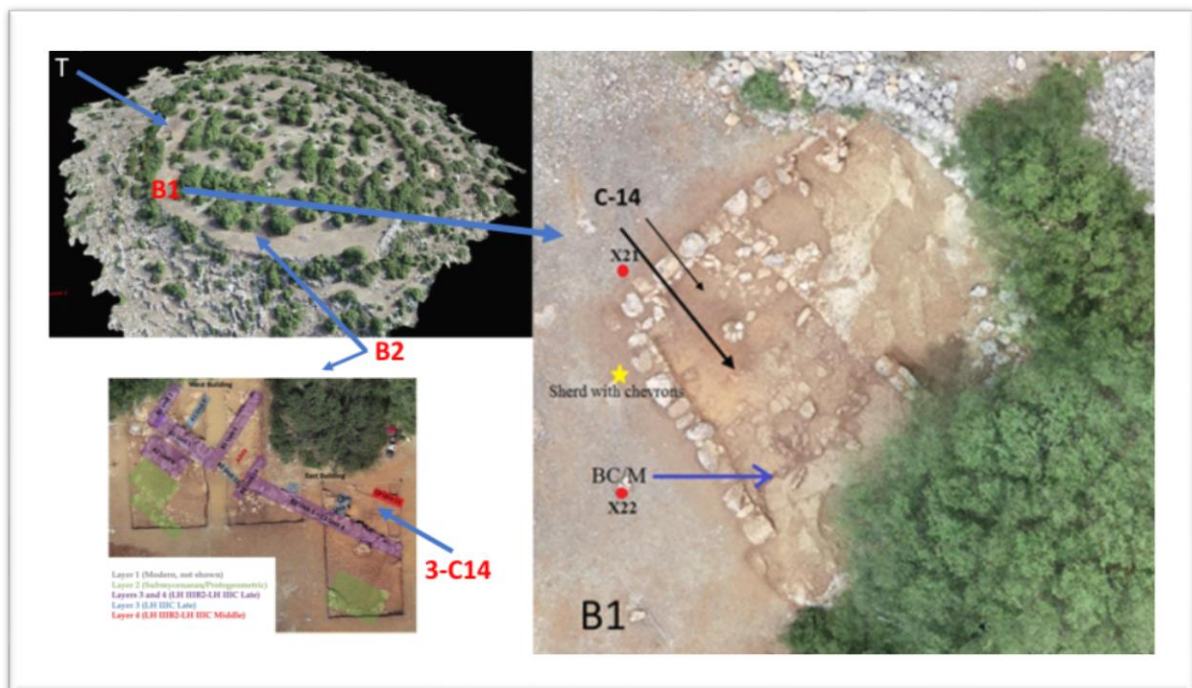 T
B1
B2
C-14
X21
Sherd with chevrons
BC/M
X22
B1
West Building
East Building
3-C14
Layer 1 (Modern, not shown)
Layer 2 (Submycenaean/Protogeometric)
Layers 3 and 4 (LH IIIB2-LH IIIC Late)
Layer 3 (LH IIIC Late)
Layer 4 (LH IIIB2-LH IIIC Middle)